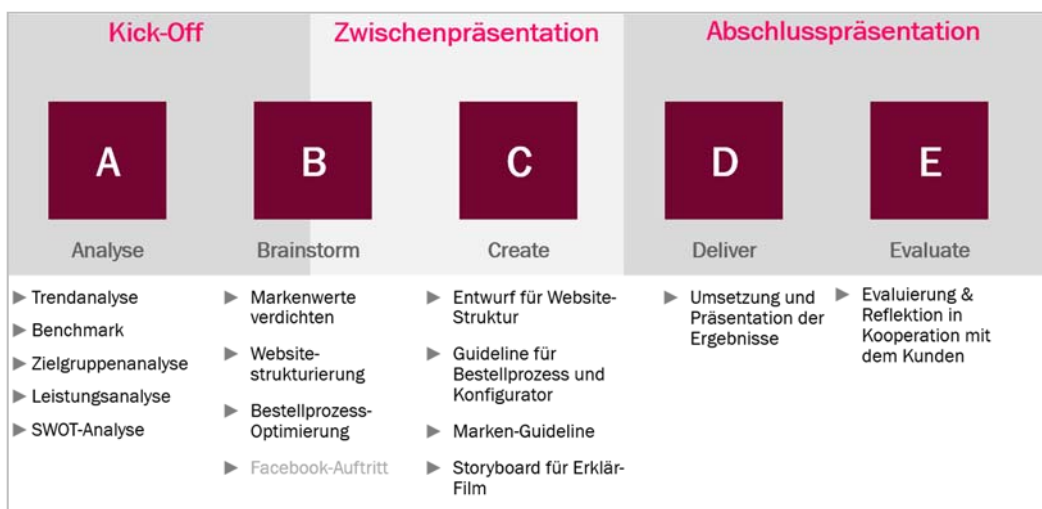 Kick-Off
Zwischenpräsentation
Abschlusspräsentation
A
B
C
D
E
Analyse
Brainstorm
Create
Deliver
Evaluate
Trendanalyse
Benchmark
Zielgruppenanalyse
Leistungsanalyse
SWOT-Analyse
Markenwerte
verdichten
Website-
strukturierung
Bestellprozess-
Optimierung
Facebook-Auftritt
Entwurf für Website-
Struktur
Guideline für
Bestellprozess und
Konfigurator
Marken-Guideline
Storyboard für Erklär-
Film
Umsetzung und
Präsentation der
Ergebnisse
Evaluierung &
Reflektion in
Kooperation mit
dem Kunden